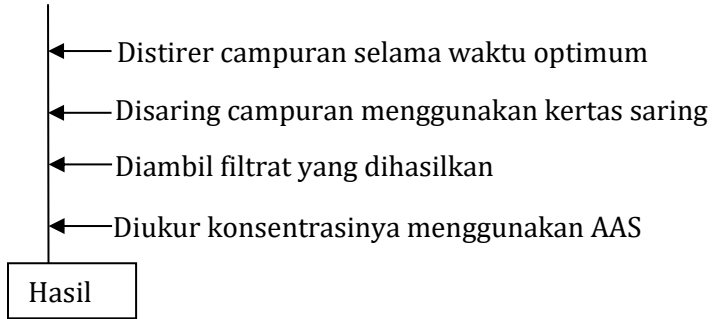 Distirer campuran selama waktu optimum
Disaring campuran menggunakan kertas saring
Diambil filtrat yang dihasilkan
Diukur konsentrasinya menggunakan AAS
Hasil